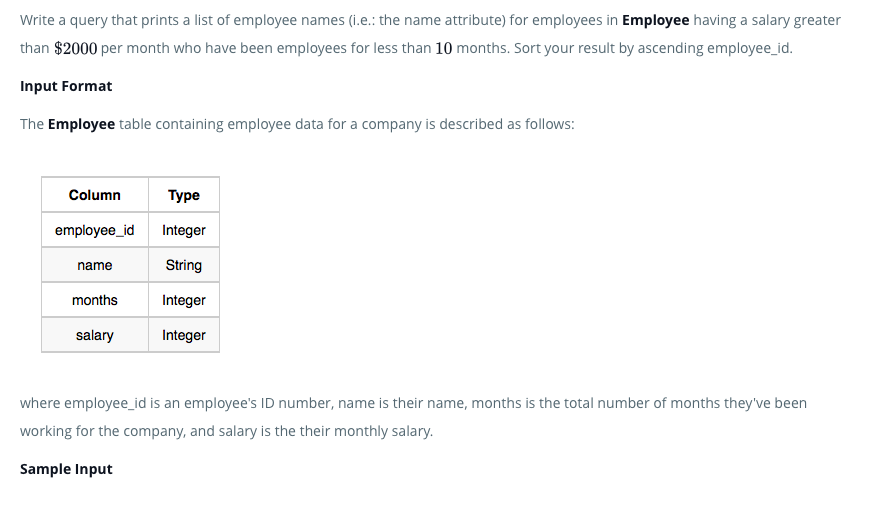 Write a query that prints a list of employee names (i.e.: the name attribute) for employees in Employee having a salary greater
than $2000 per month who have been employees for less than 10 months. Sort your result by ascending employee_id.
Input Format
The Employee table containing employee data for a company is described as follows:
Column Type
employee_id Integer
name String
months Integer
salary Integer
where employee_id is an employee's ID number, name is their name, months is the total number of months they've been
working for the company, and salary is the their monthly salary.
Sample Input